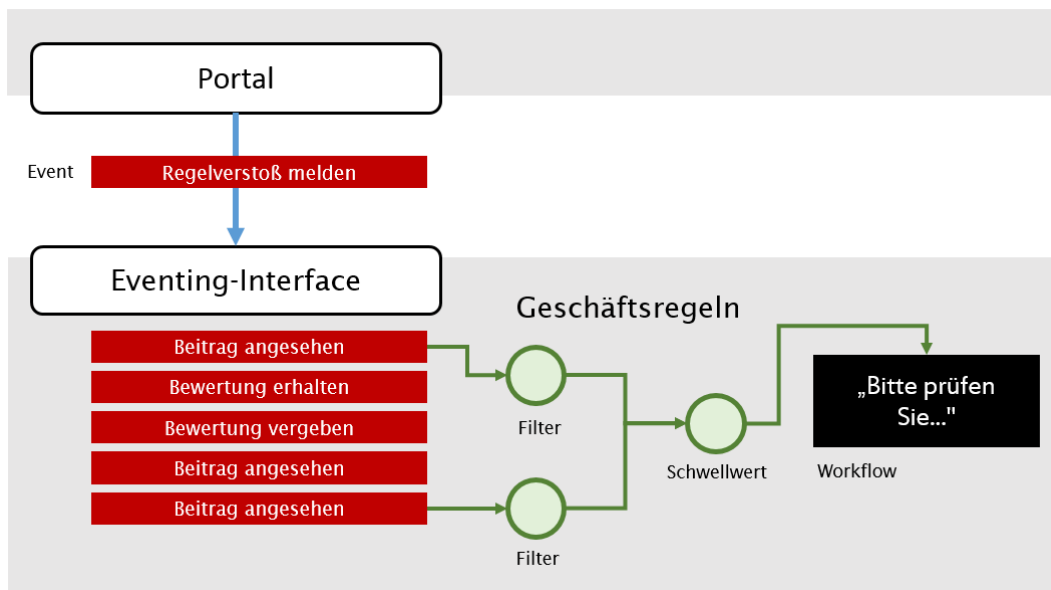 Portal
Event
Regelverstoß melden
Eventing-Interface
Geschäftsregeln
Beitrag angesehen
Bewertung erhalten
Bewertung vergeben
Beitrag angesehen
Beitrag angesehen
Filter
Filter
Schwellwert
„Bitte prüfen
Sie..."
Workflow